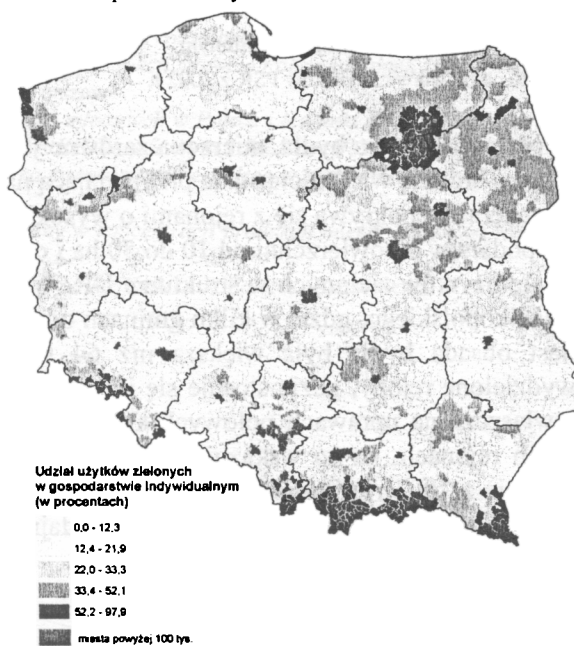 Udział użytków zielonych
w gospodarstwie indywidualnym
(w procentach)
0,0 - 12,3
12,4 - 21,9
22,0 - 33,3
33,4 - 52,1
52,2 - 97,9
miasta powyżej 100 tys.